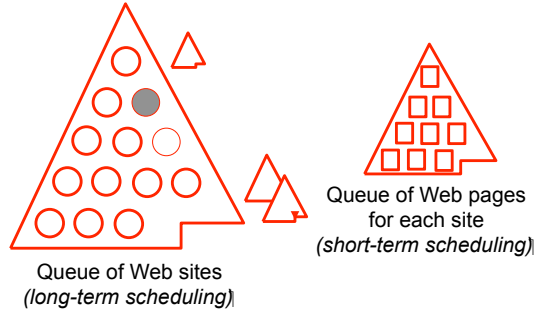 Queue of Web sites
(long-term scheduling)
Queue of Web pages
for each site
(short-term scheduling)